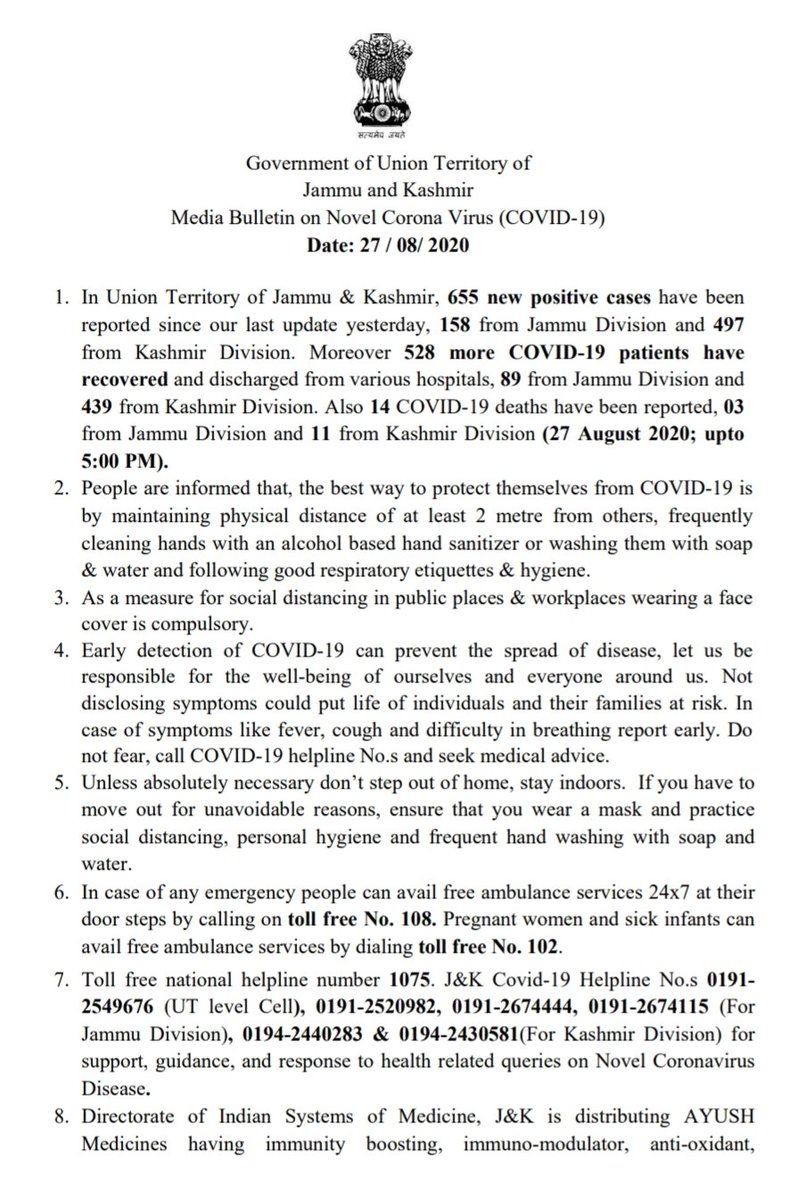 सत्यमेव जयते
Government of Union Territory of
Jammu and Kashmir
Media Bulletin on Novel Corona Virus (COVID-19)
Date: 27 / 08/ 2020
1. In Union Territory of Jammu & Kashmir, 655 new positive cases have been
reported since our last update yesterday, 158 from Jammu Division and 497
from Kashmir Division. Moreover 528 more COVID-19 patients have
recovered and discharged from various hospitals, 89 from Jammu Division and
439 from Kashmir Division. Also 14 COVID-19 deaths have been reported, 03
from Jammu Division and 11 from Kashmir Division (27 August 2020; upto
5:00 PM).
2. People are informed that, the best way to protect themselves from COVID-19 is
by maintaining physical distance of at least 2 metre from others, frequently
cleaning hands with an alcohol based hand sanitizer or washing them with soap
& water and following good respiratory etiquettes & hygiene.
3. As a measure for social distancing in public places & workplaces wearing a face
cover is compulsory.
4. Early detection of COVID-19 can prevent the spread of disease, let us be
responsible for the well-being of ourselves and everyone around us. Not
disclosing symptoms could put life of individuals and their families at risk. In
case of symptoms like fever, cough and difficulty in breathing report early. Do
not fear, call COVID-19 helpline No.s and seek medical advice.
5. Unless absolutely necessary don’t step out of home, stay indoors. If you have to
move out for unavoidable reasons, ensure that you wear a mask and practice
social distancing, personal hygiene and frequent hand washing with soap and
water.
6. In case of any emergency people can avail free ambulance services 24x7 at their
door steps by calling on toll free No. 108. Pregnant women and sick infants can
avail free ambulance services by dialing toll free No. 102.
7. Toll free national helpline number 1075. J&K Covid-19 Helpline No.s 0191-
2549676 (UT level Cell), 0191-2520982, 0191-2674444, 0191-2674115 (For
Jammu Division), 0194-2440283 & 0194-2430581(For Kashmir Division) for
support, guidance, and response to health related queries on Novel Coronavirus
Disease.
8. Directorate of Indian Systems of Medicine, J&K is distributing AYUSH
Medicines having immunity boosting, immuno-modulator, anti-oxidant,